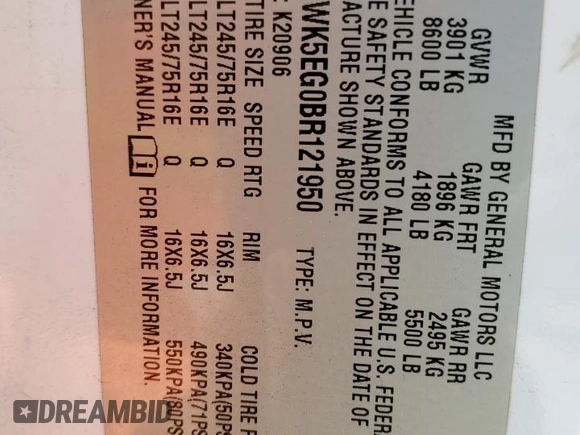 MFD BY GENERAL MOTORS LLC
GVWR GAWR FRT GAWR RR
3901 KG 1896 KG 2495 KG
8600 LB 4180 LB 5500 LB
EHICLE CONFORMS TO ALL APPLICABLE U.S. FEDER
E SAFETY STANDARDS IN EFFECT ON THE DATE OF
ACTURE SHOWN ABOVE.
WK5EG0BR121950 TYPE: M.P.V.
: K20906
TIRE SIZE SPEED RTG RIM COLD TIRE
LT245/75R16E Q 16X6.5J 340KPA(50PS
LT245/75R16E Q 16X6.5J 490KPA(71PS
LT245/75R16E Q 16X6.5J 550KPA(80PS
NER'S MANUAL i FOR MORE INFORMATION.
DREAMBID